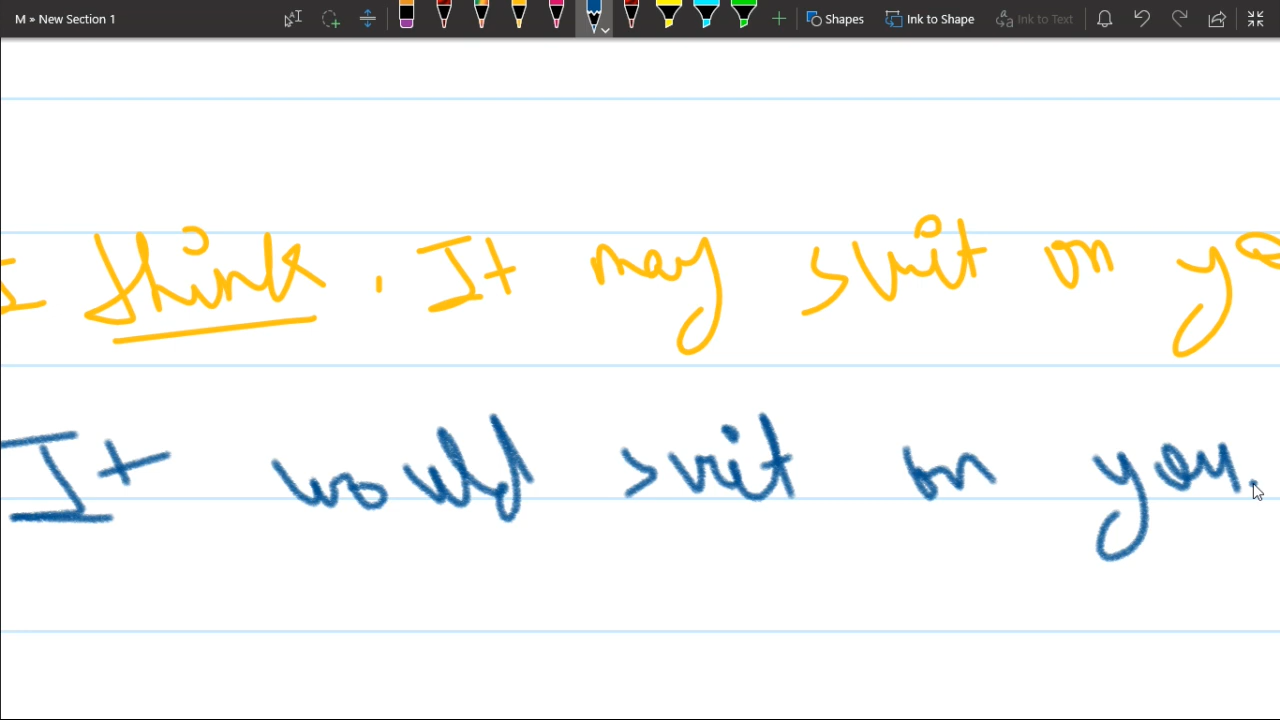 M » New Section 1
Shapes
Ink to Shape
Ink to Text
I think. It may suit on yo
It would suit on you.